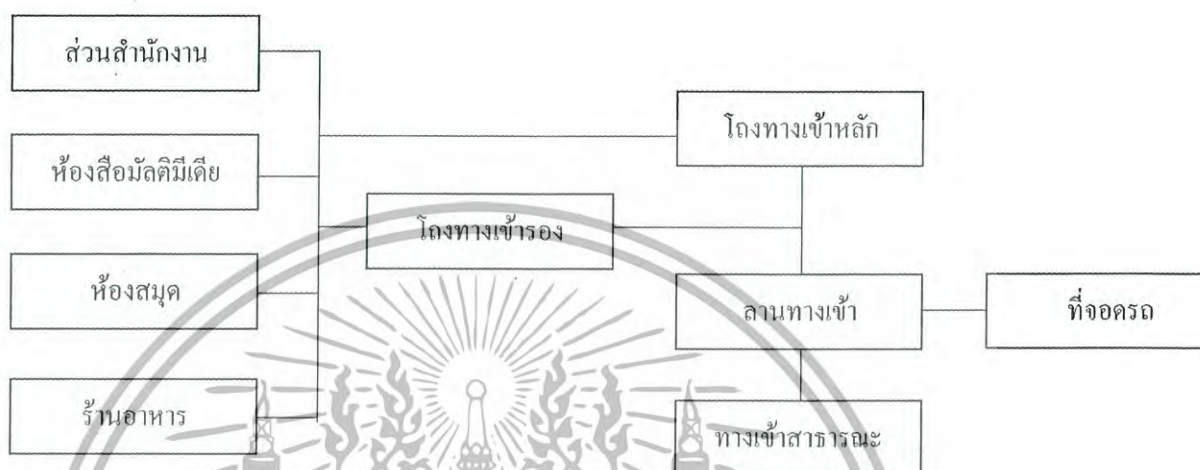 ส่วนสำนักงาน
โถงทางเข้าหลัก
ห้องสื่อมัลติมีเดีย
โถงทางเข้ารอง
ห้องสมุด
ลานทางเข้า
ที่จอดรถ
ร้านอาหาร
ทางเข้าสาธารณะ